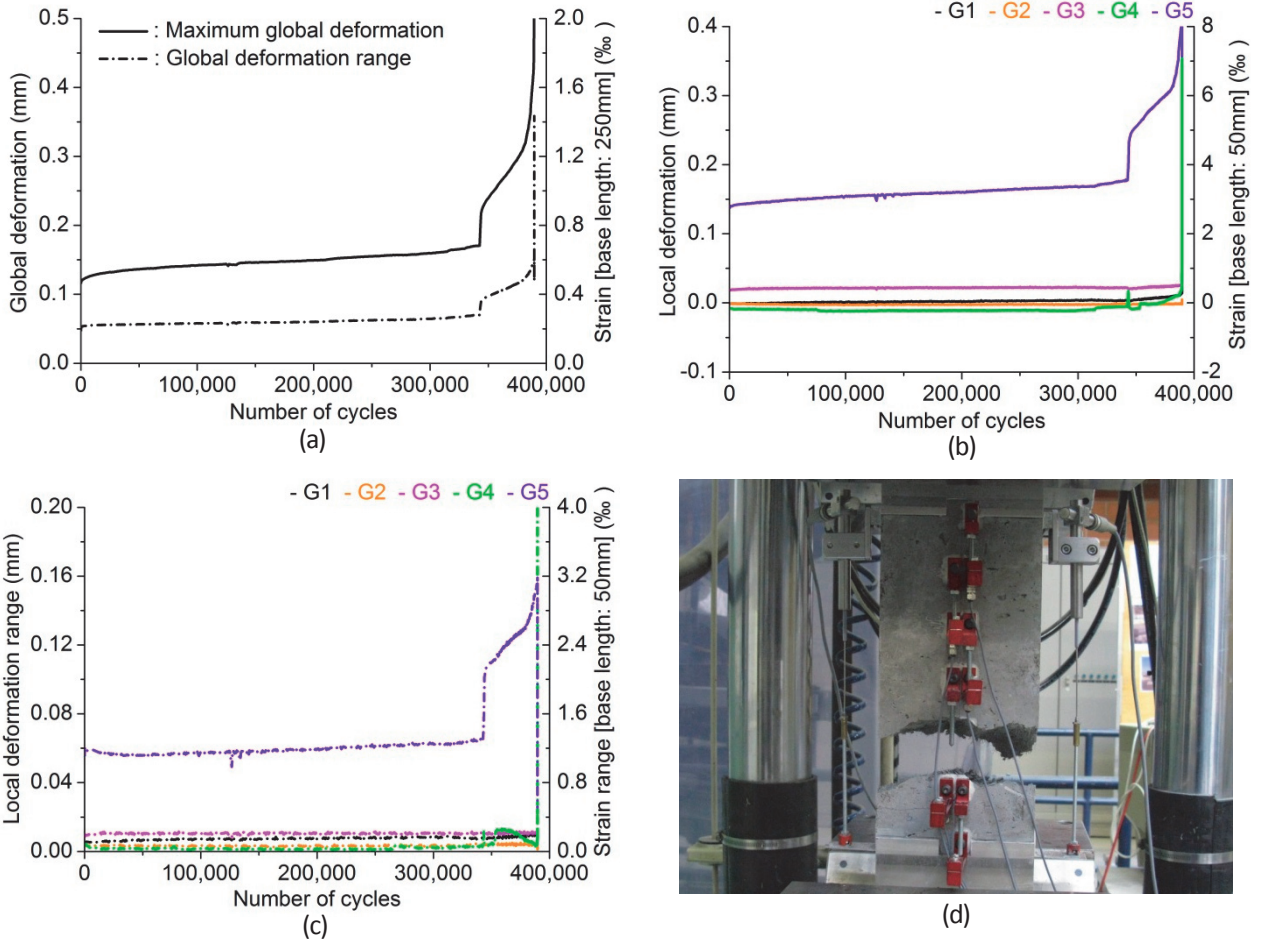 0.5
0.4
0.3
0.2
0.1
0.0
Global deformation (mm)
— : Maximum global deformation
-·-·- : Global deformation range
2.0
1.6
1.2
0.8
0.4
0.0
Strain [base length: 250mm] (‰ )
0 100,000 200,000 300,000 400,000
Number of cycles
(a)
- G1 - G2 - G3 - G4 - G5
0.4
0.3
0.2
0.1
0.0
-0.1
Local deformation (mm)
8
6
4
2
0
-2
Strain [base length: 50mm] (‰ )
0 100,000 200,000 300,000 400,000
Number of cycles
(b)
- G1 - G2 - G3 - G4 - G5
0.20
0.16
0.12
0.08
0.04
0.00
Local deformation range (mm)
4.0
3.2
2.4
1.6
0.8
0.0
Strain range [base length: 50mm] (‰ )
0 100,000 200,000 300,000 400,000
Number of cycles
(c)
(d)